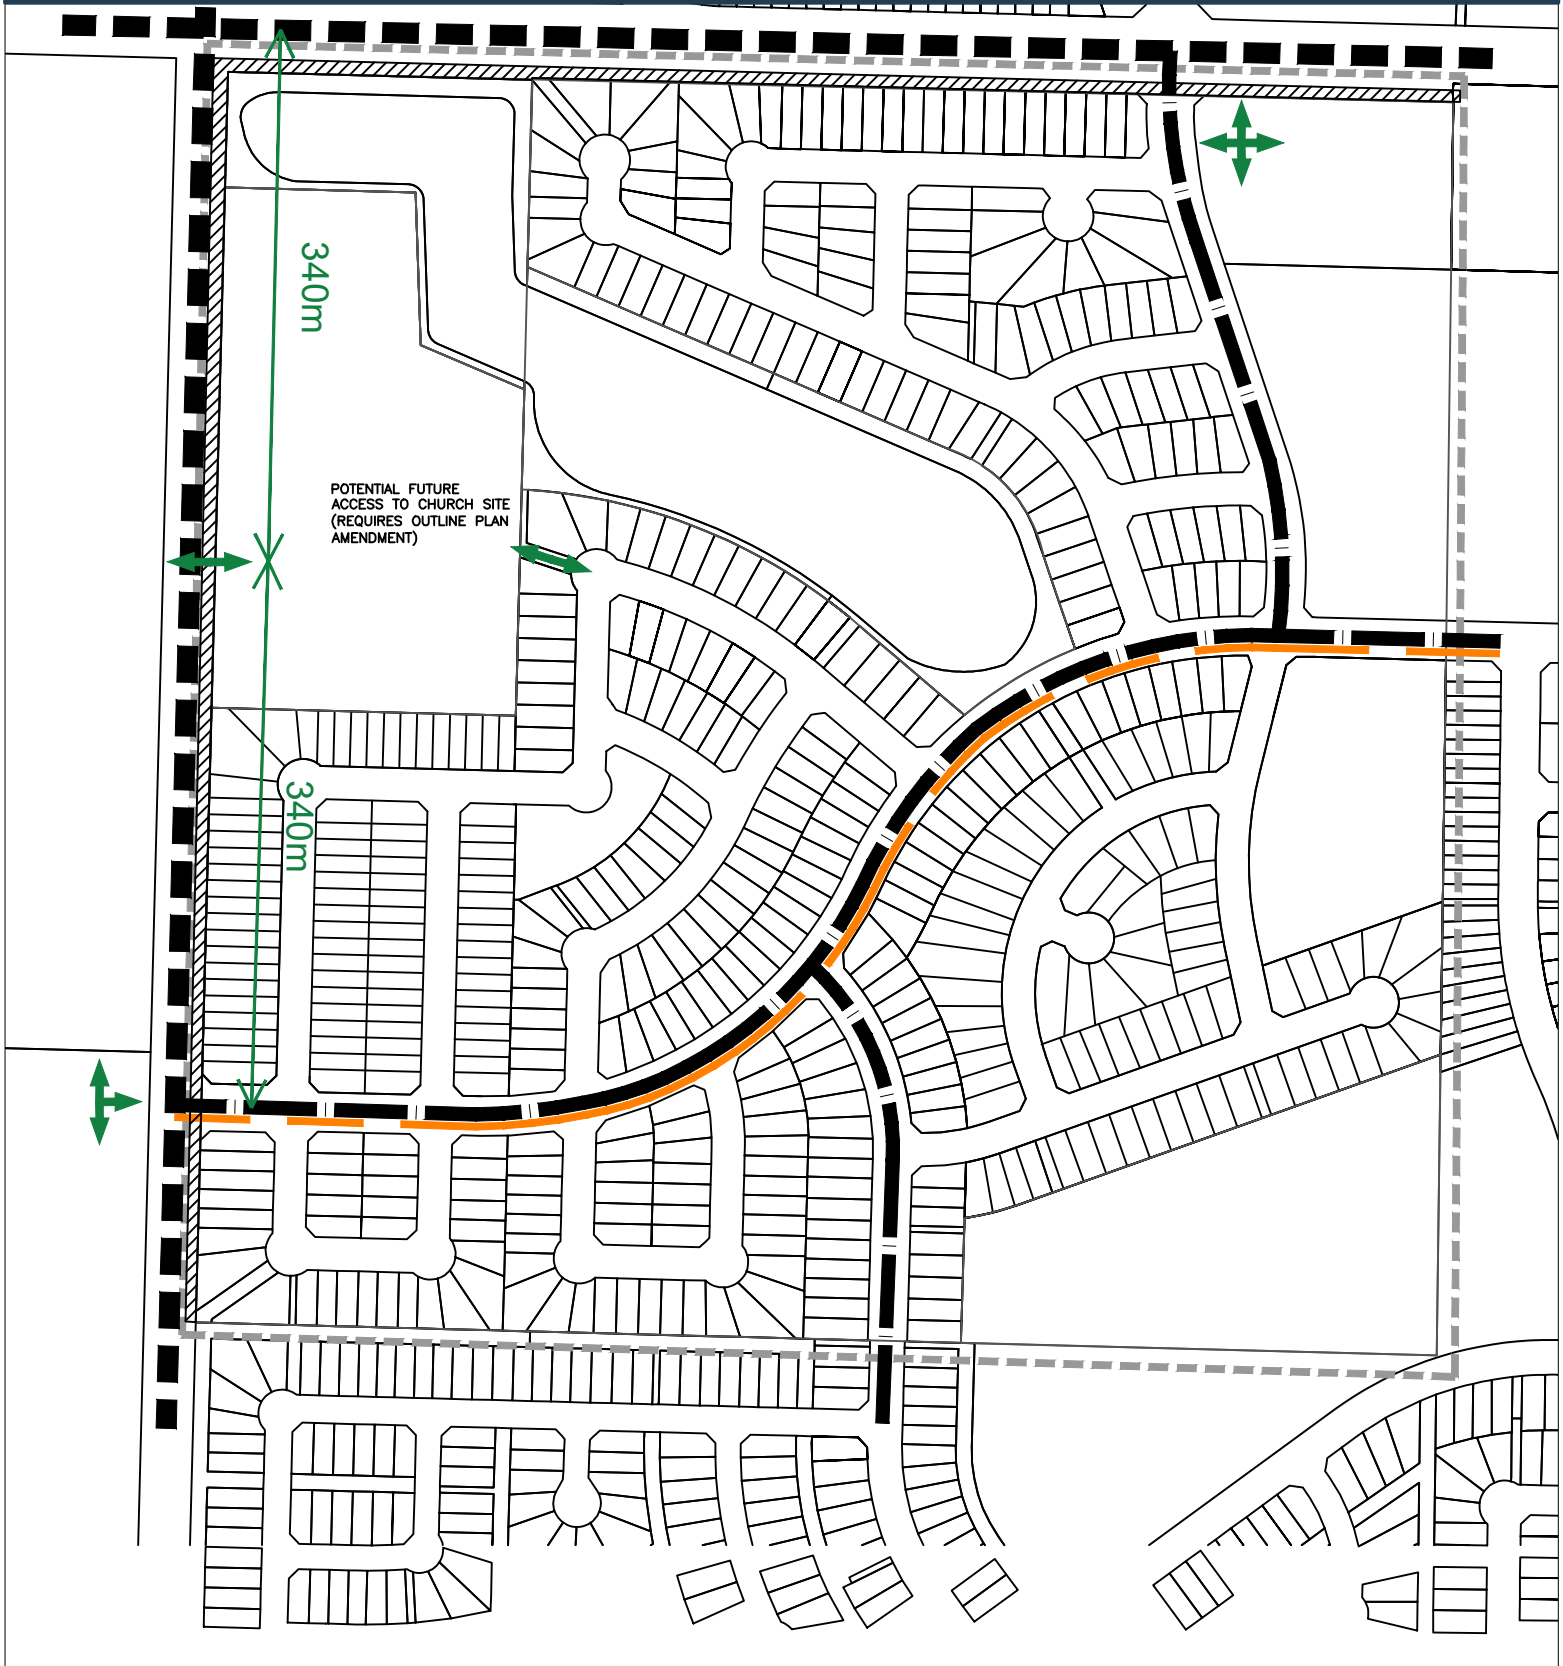 340m
POTENTIAL FUTURE
ACCESS TO CHURCH SITE
(REQUIRES OUTLINE PLAN
AMENDMENT)
340m